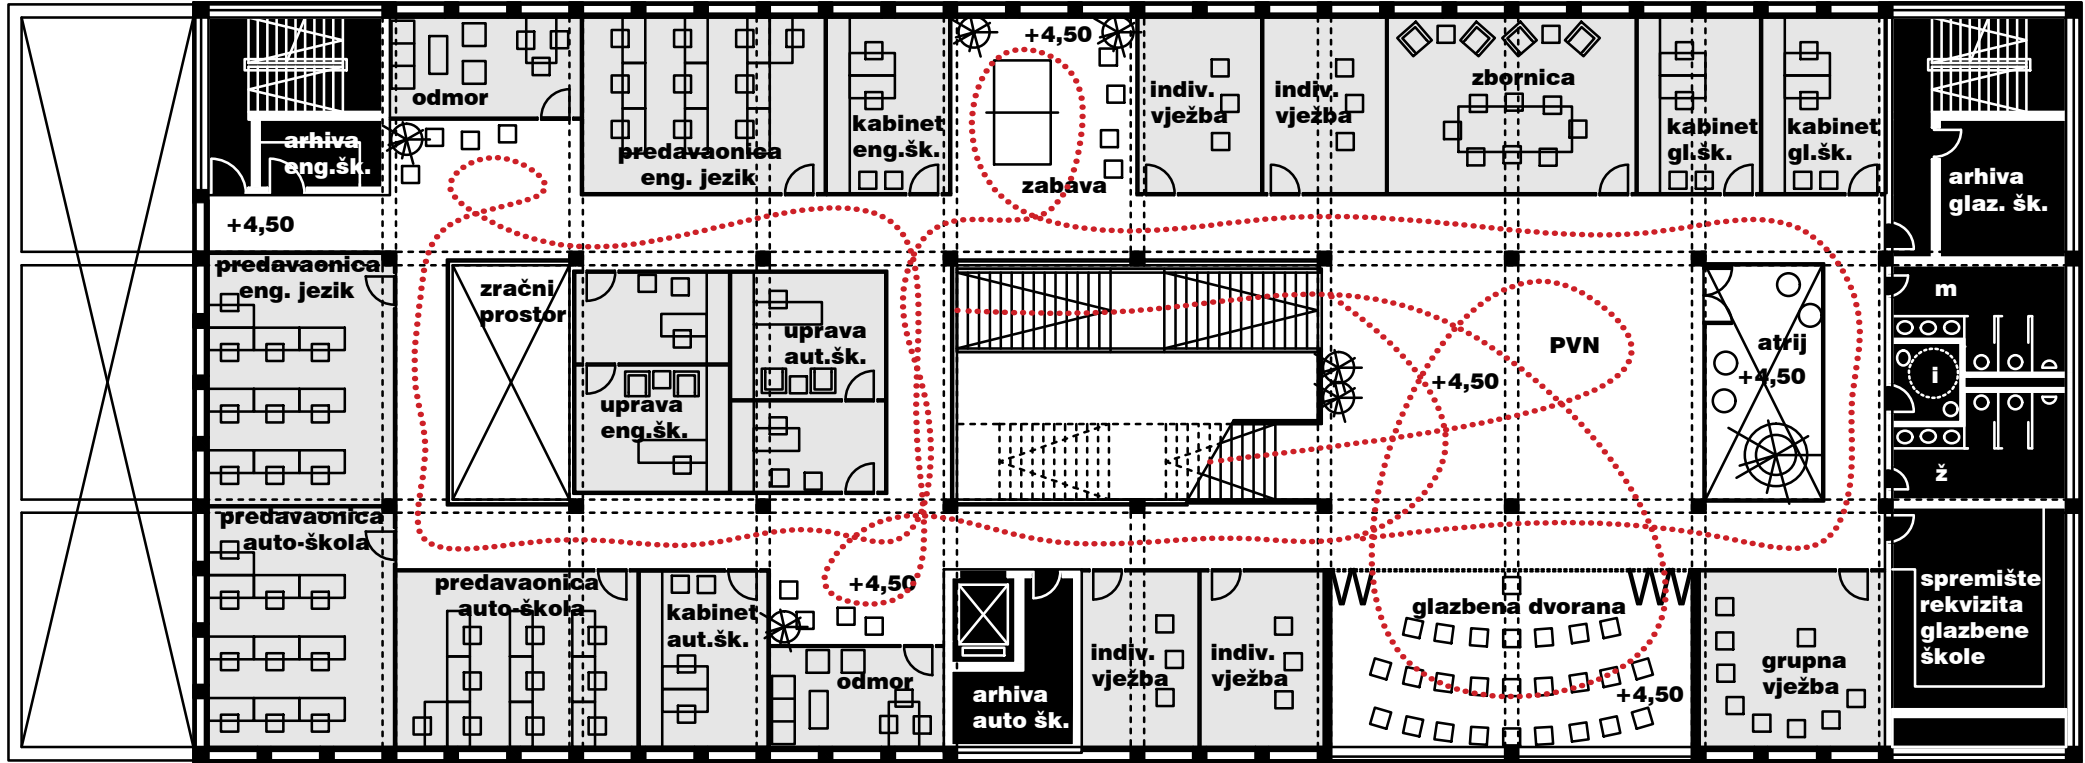 +4,50
odmor
indiv.
vježba
indiv.
vježba
zbornica
arhiva
eng.šk.
predavaonica
eng. jezik
kabinet
eng.šk.
zabava
kabinet
gl.šk.
kabinet
gl.šk.
arhiva
glaz. šk.
+4,50
predavaonica
eng. jezik
zračni
prostor
uprava
aut.šk.
uprava
eng.šk.
PVN
+4,50
atrij
+4,50
m
i
ž
predavaonica
auto-škola
predavaonica
auto-škola
kabinet
aut.šk.
+4,50
odmor
arhiva
auto šk.
indiv.
vježba
indiv.
vježba
glazbena dvorana
+4,50
grupna
vježba
spremište
rekvizita
glazbene
škole